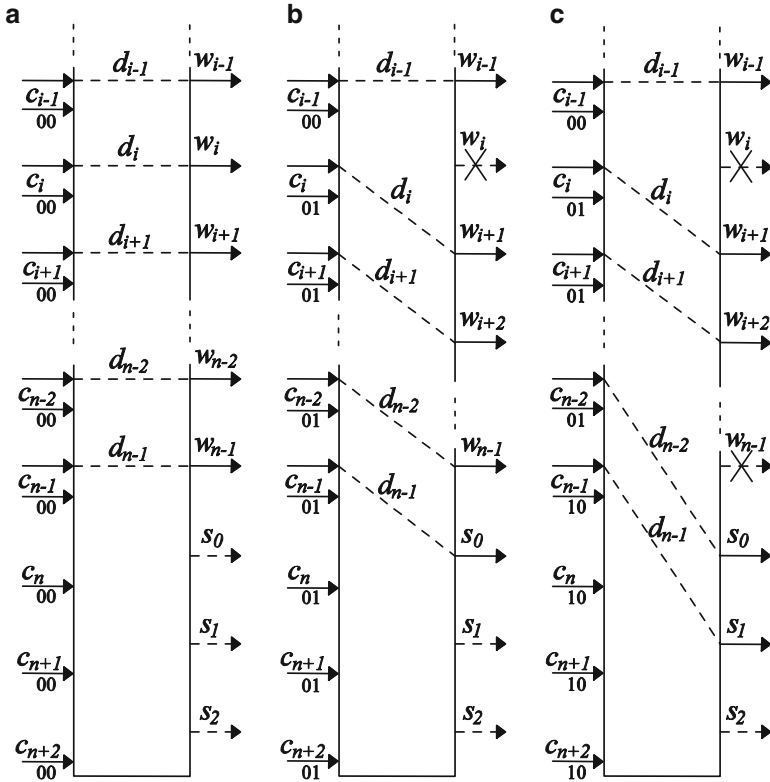 a
d_{i-1} w_{i-1}
c_{i-1}
00
d_i w_i
c_i
00
d_{i+1} w_{i+1}
c_{i+1}
00
d_{n-2} w_{n-2}
c_{n-2}
00
d_{n-1} w_{n-1}
c_{n-1}
00
s_0
c_n
00
s_1
c_{n+1}
00
s_2
c_{n+2}
00
b
d_{i-1} w_{i-1}
c_{i-1}
00
w_i
c_i
01
d_i
w_{i+1}
c_{i+1}
01
d_{i+1}
w_{i+2}
c_{n-2}
01
d_{n-2}
w_{n-1}
c_{n-1}
01
d_{n-1}
s_0
c_n
01
s_1
c_{n+1}
01
s_2
c_{n+2}
01
c
d_{i-1} w_{i-1}
c_{i-1}
00
w_i
c_i
01
d_i
w_{i+1}
c_{i+1}
01
d_{i+1}
w_{i+2}
c_{n-2}
01
d_{n-2}
w_{n-1}
c_{n-1}
10
d_{n-1}
s_0
c_n
10
s_1
c_{n+1}
10
s_2
c_{n+2}
10